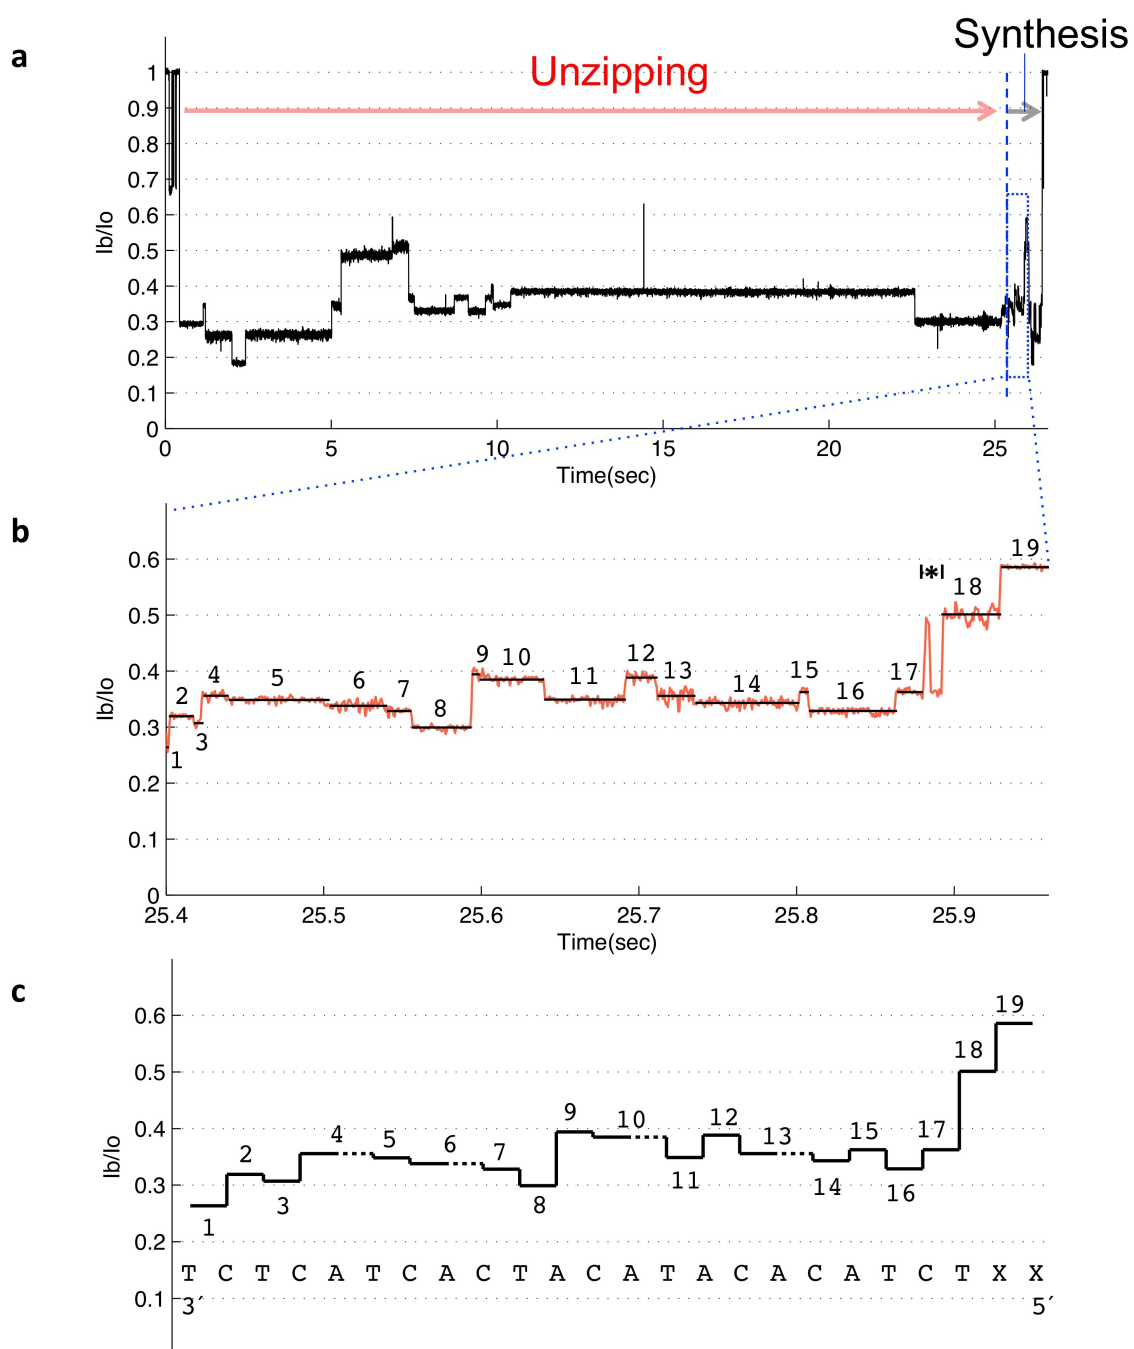 Synthesis
a
Unzipping
1
0.9
0.8
0.7
0.6
0.5
0.4
0.3
0.2
0.1
0
Ib/Io
0 5 10 15 20 25
Time(sec)
b
0.6
0.5
0.4
0.3
0.2
0.1
0
Ib/Io
1 2 3 4 5 6 7 8 9 10 11 12 13 14 15 16 17 * 18 19
25.4 25.5 25.6 25.7 25.8 25.9
Time(sec)
c
0.6
0.5
0.4
0.3
0.2
0.1
Ib/Io
1 2 3 4 5 6 7 8 9 10 11 12 13 14 15 16 17 18 19
T C T C A T C A C T A C A T A C A C A T C T X X
3´ 5´